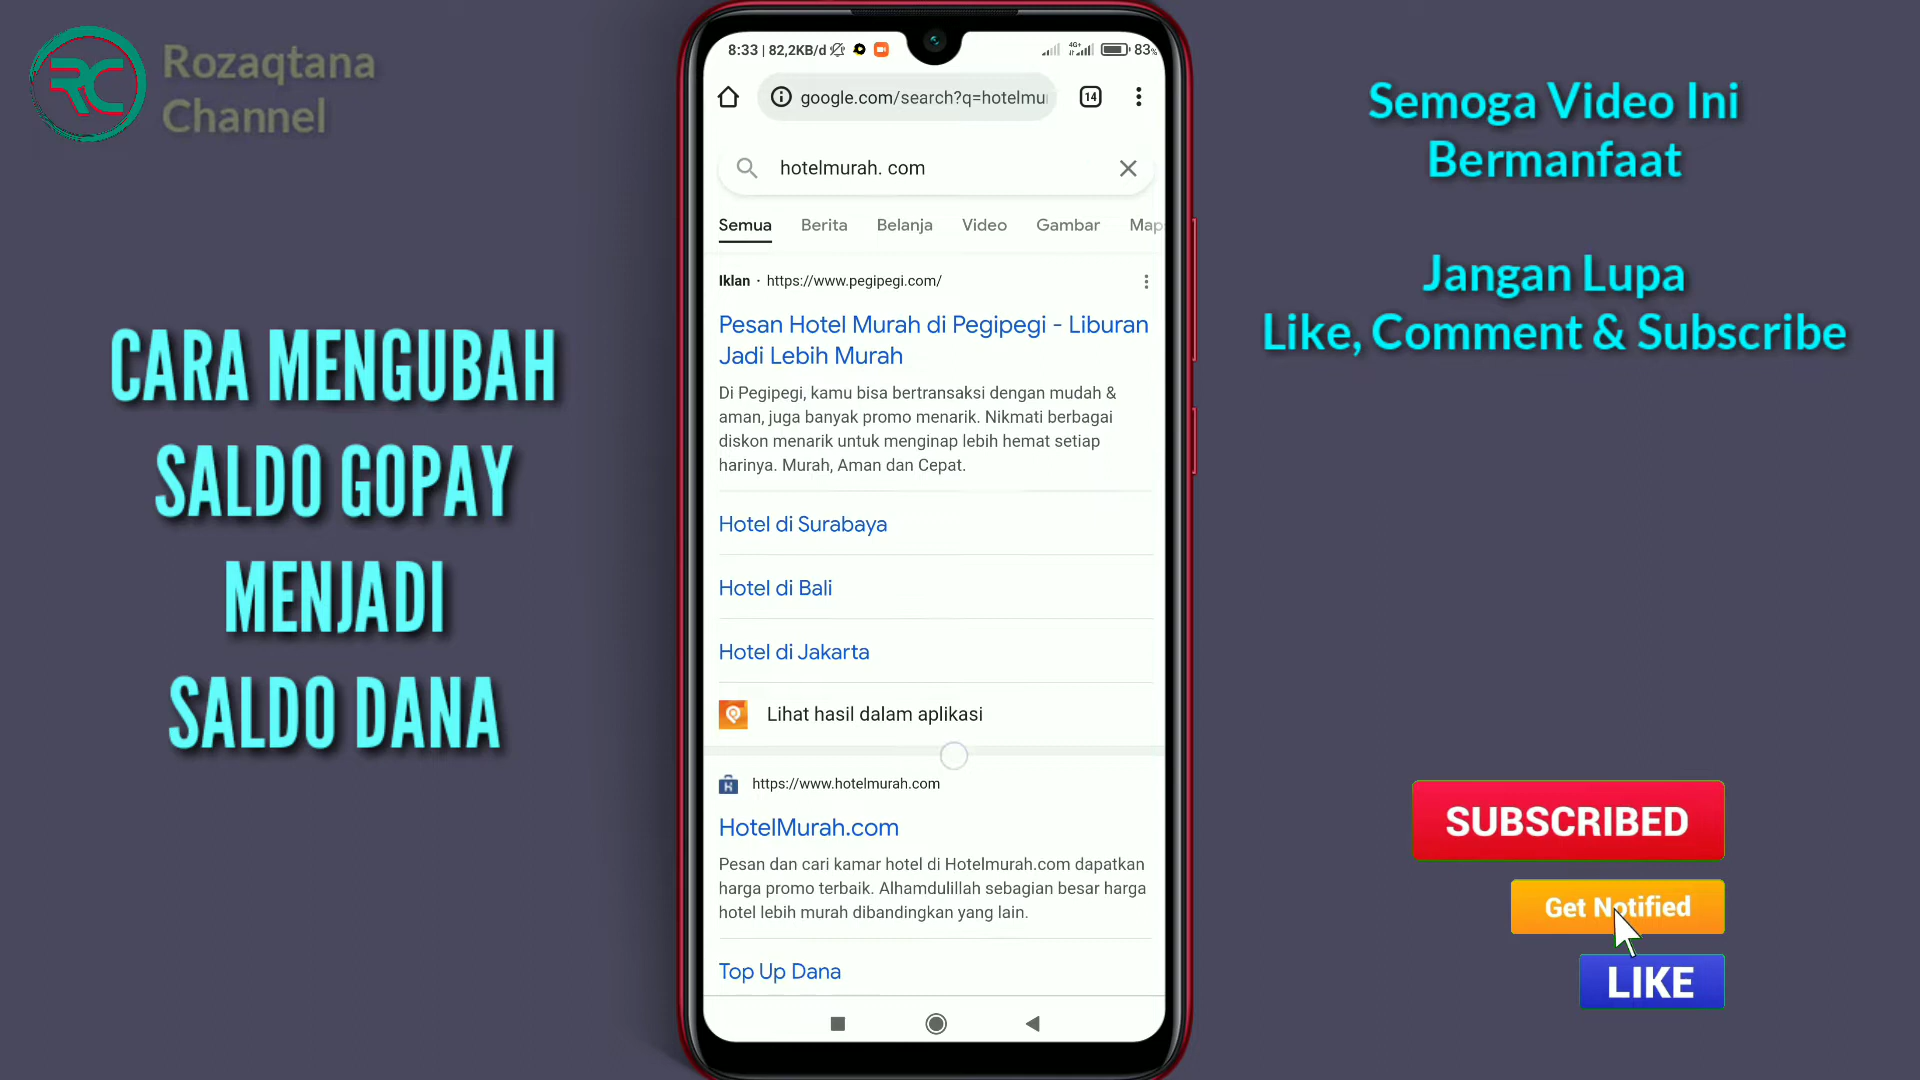 RC
Rozaqtana
Channel
CARA MENGUBAH
SALDO GOPAY
MENJADI
SALDO DANA
8:33 | 82,2KB/d
4G+
83%
google.com/search?q=hotelmu
14
hotelmurah. com
Semua Berita Belanja Video Gambar Map
Iklan · https://www.pegipegi.com/
Pesan Hotel Murah di Pegipegi - Liburan
Jadi Lebih Murah
Di Pegipegi, kamu bisa bertransaksi dengan mudah &
aman, juga banyak promo menarik. Nikmati berbagai
diskon menarik untuk menginap lebih hemat setiap
harinya. Murah, Aman dan Cepat.
Hotel di Surabaya
Hotel di Bali
Hotel di Jakarta
Lihat hasil dalam aplikasi
https://www.hotelmurah.com
HotelMurah.com
Pesan dan cari kamar hotel di Hotelmurah.com dapatkan
harga promo terbaik. Alhamdulillah sebagian besar harga
hotel lebih murah dibandingkan yang lain.
Top Up Dana
Semoga Video Ini
Bermanfaat
Jangan Lupa
Like, Comment & Subscribe
SUBSCRIBED
Get Notified
LIKE